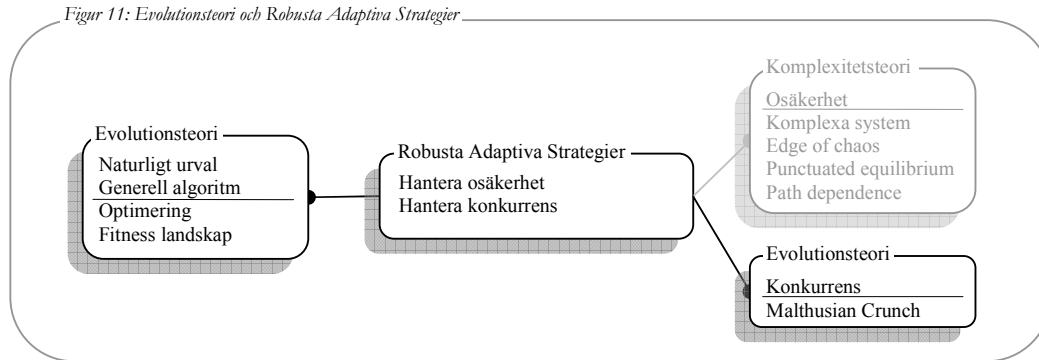 Figur 11: Evolutionsteori och Robusta Adaptiva Strategier
Evolutionsteori
Naturligt urval
Generell algoritm
Optimering
Fitness landskap
Robusta Adaptiva Strategier
Hantera osäkerhet
Hantera konkurrens
Komplexitetsteori
Osäkerhet
Komplexa system
Edge of chaos
Punctuated equilibrium
Path dependence
Evolutionsteori
Konkurrens
Malthusian Crunch